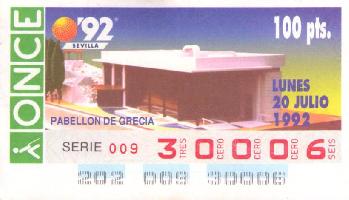 ONCE
'92
SEVILLA
100 pts.
LUNES
20 JULIO
1992
PABELLON DE GRECIA
SERIE 009
3 0 0 0 6
TRES CERO CERO CERO SEIS
202 009 30006